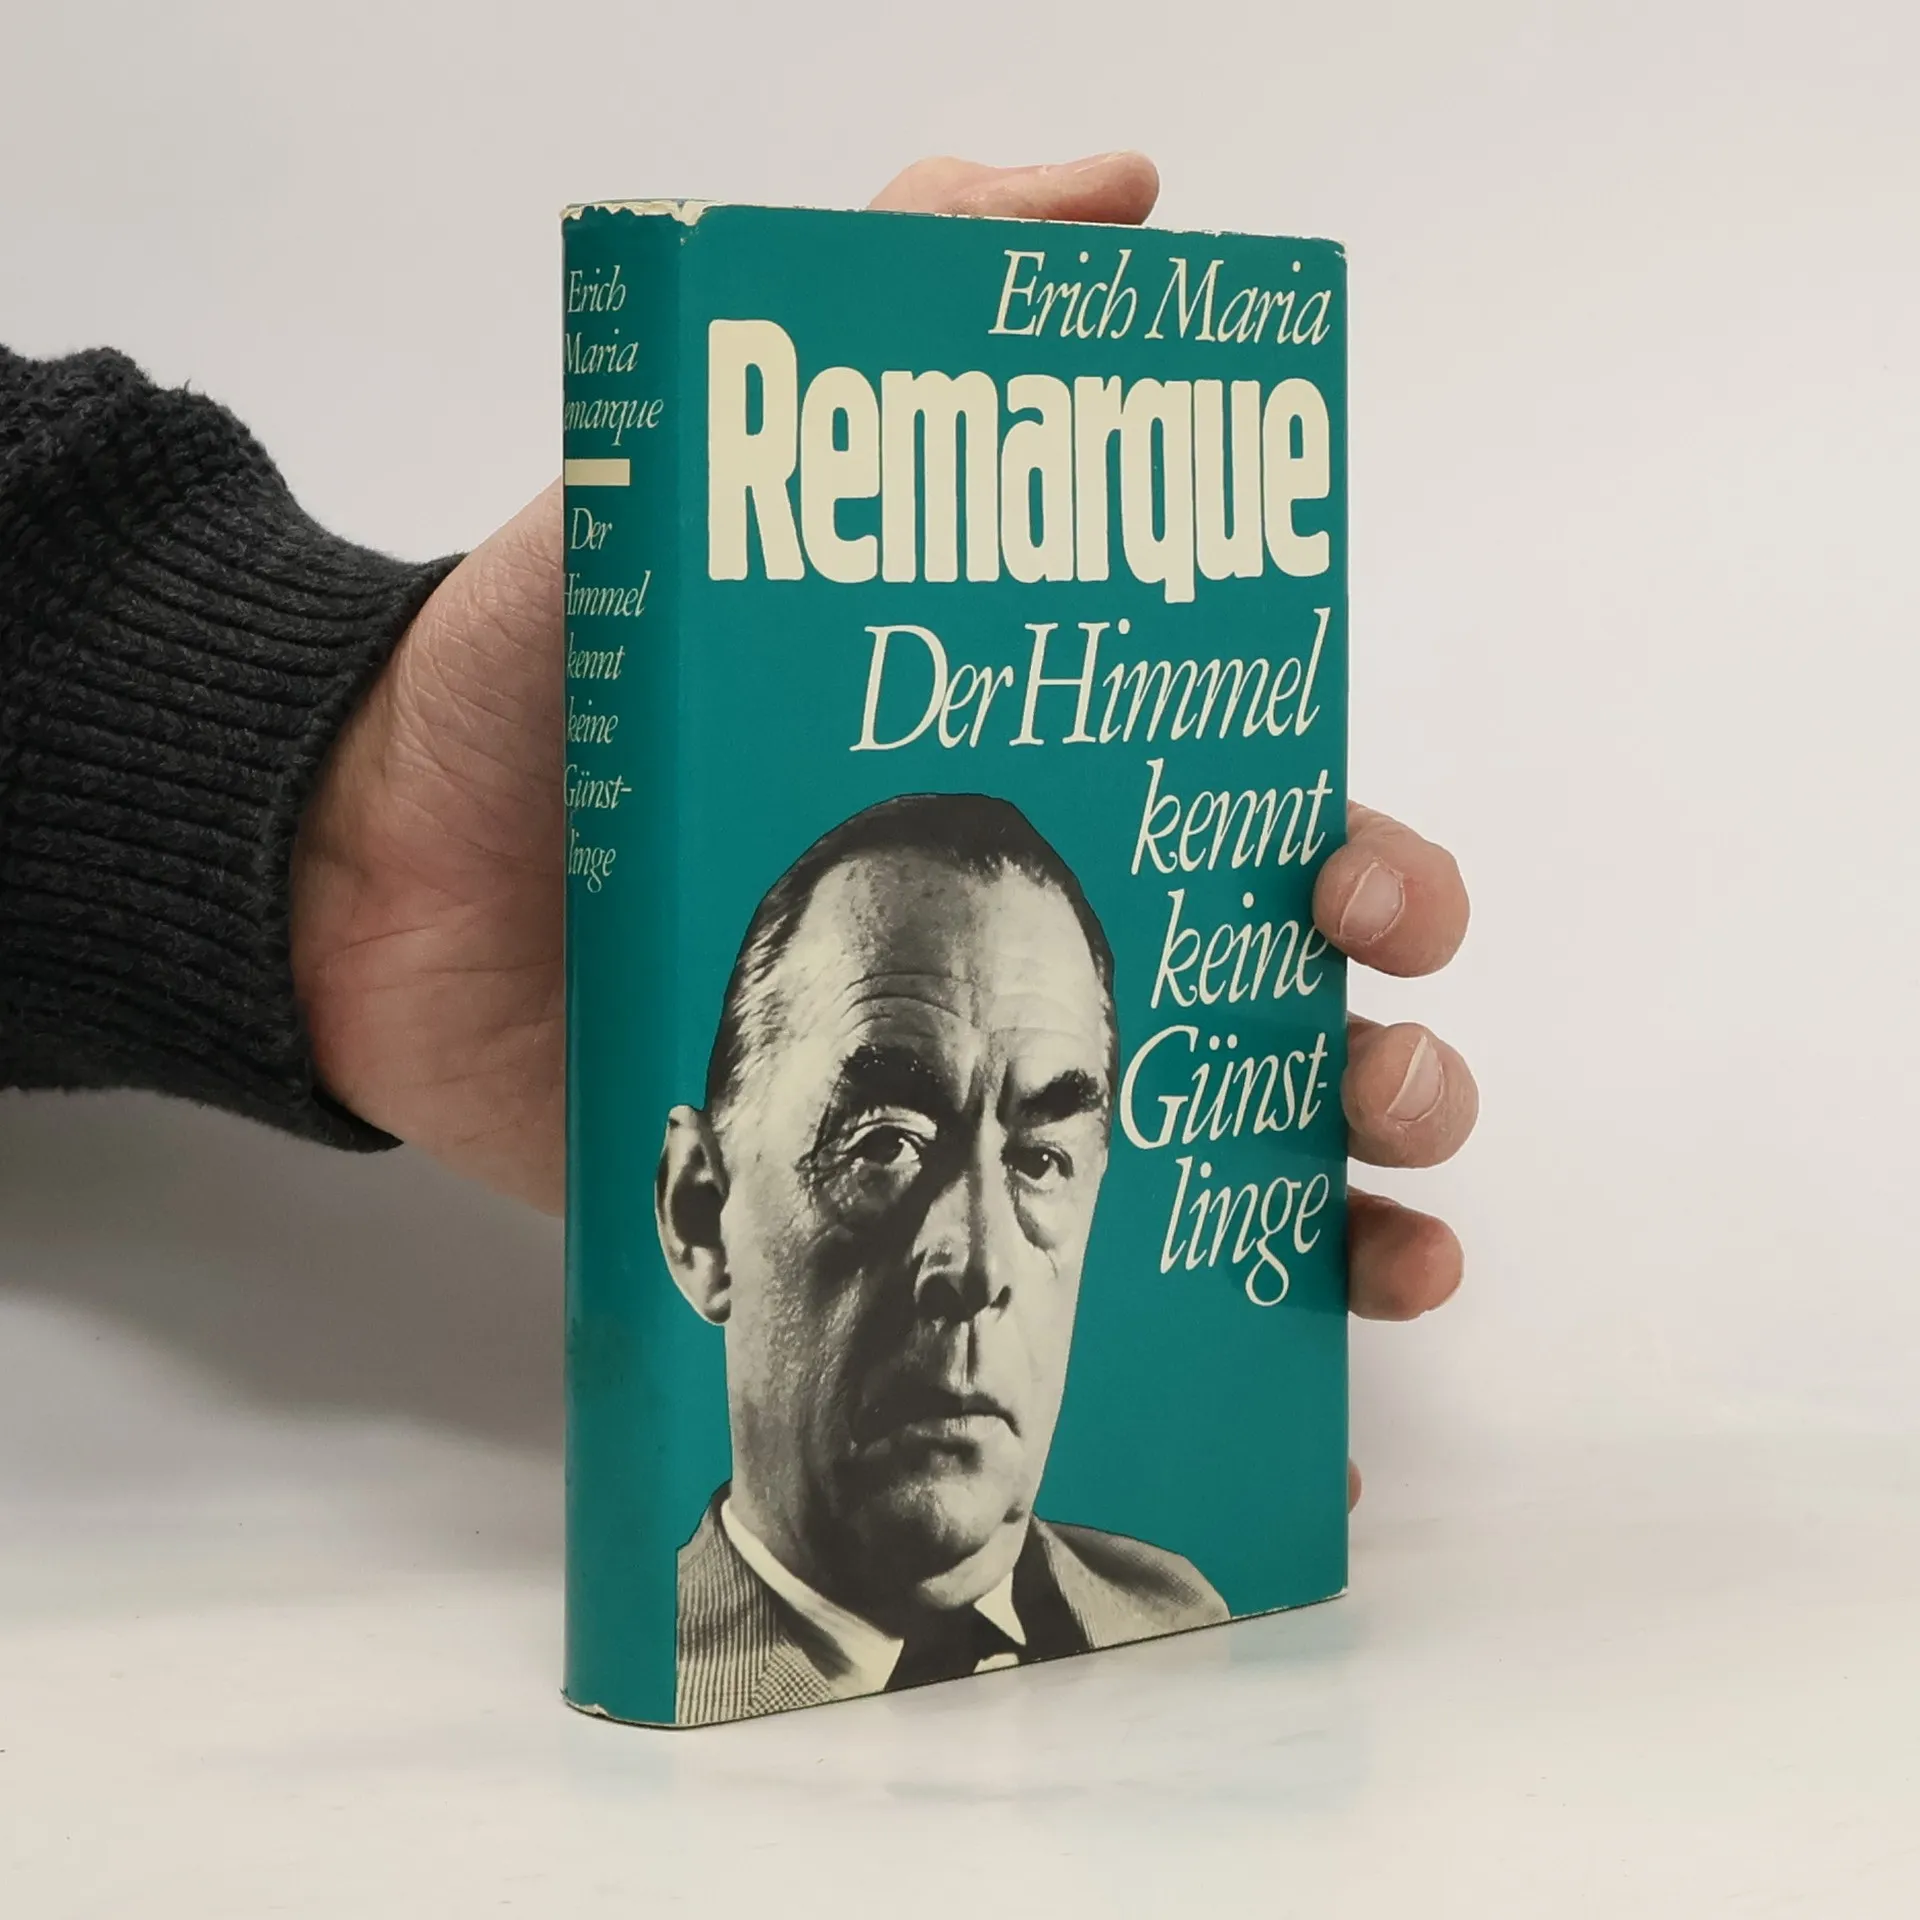 Erich
Maria
Remarque
Der
Himmel
kennt
keine
Günst-
linge
Erich Maria
Remarque
Der Himmel
kennt
keine
Günst-
linge